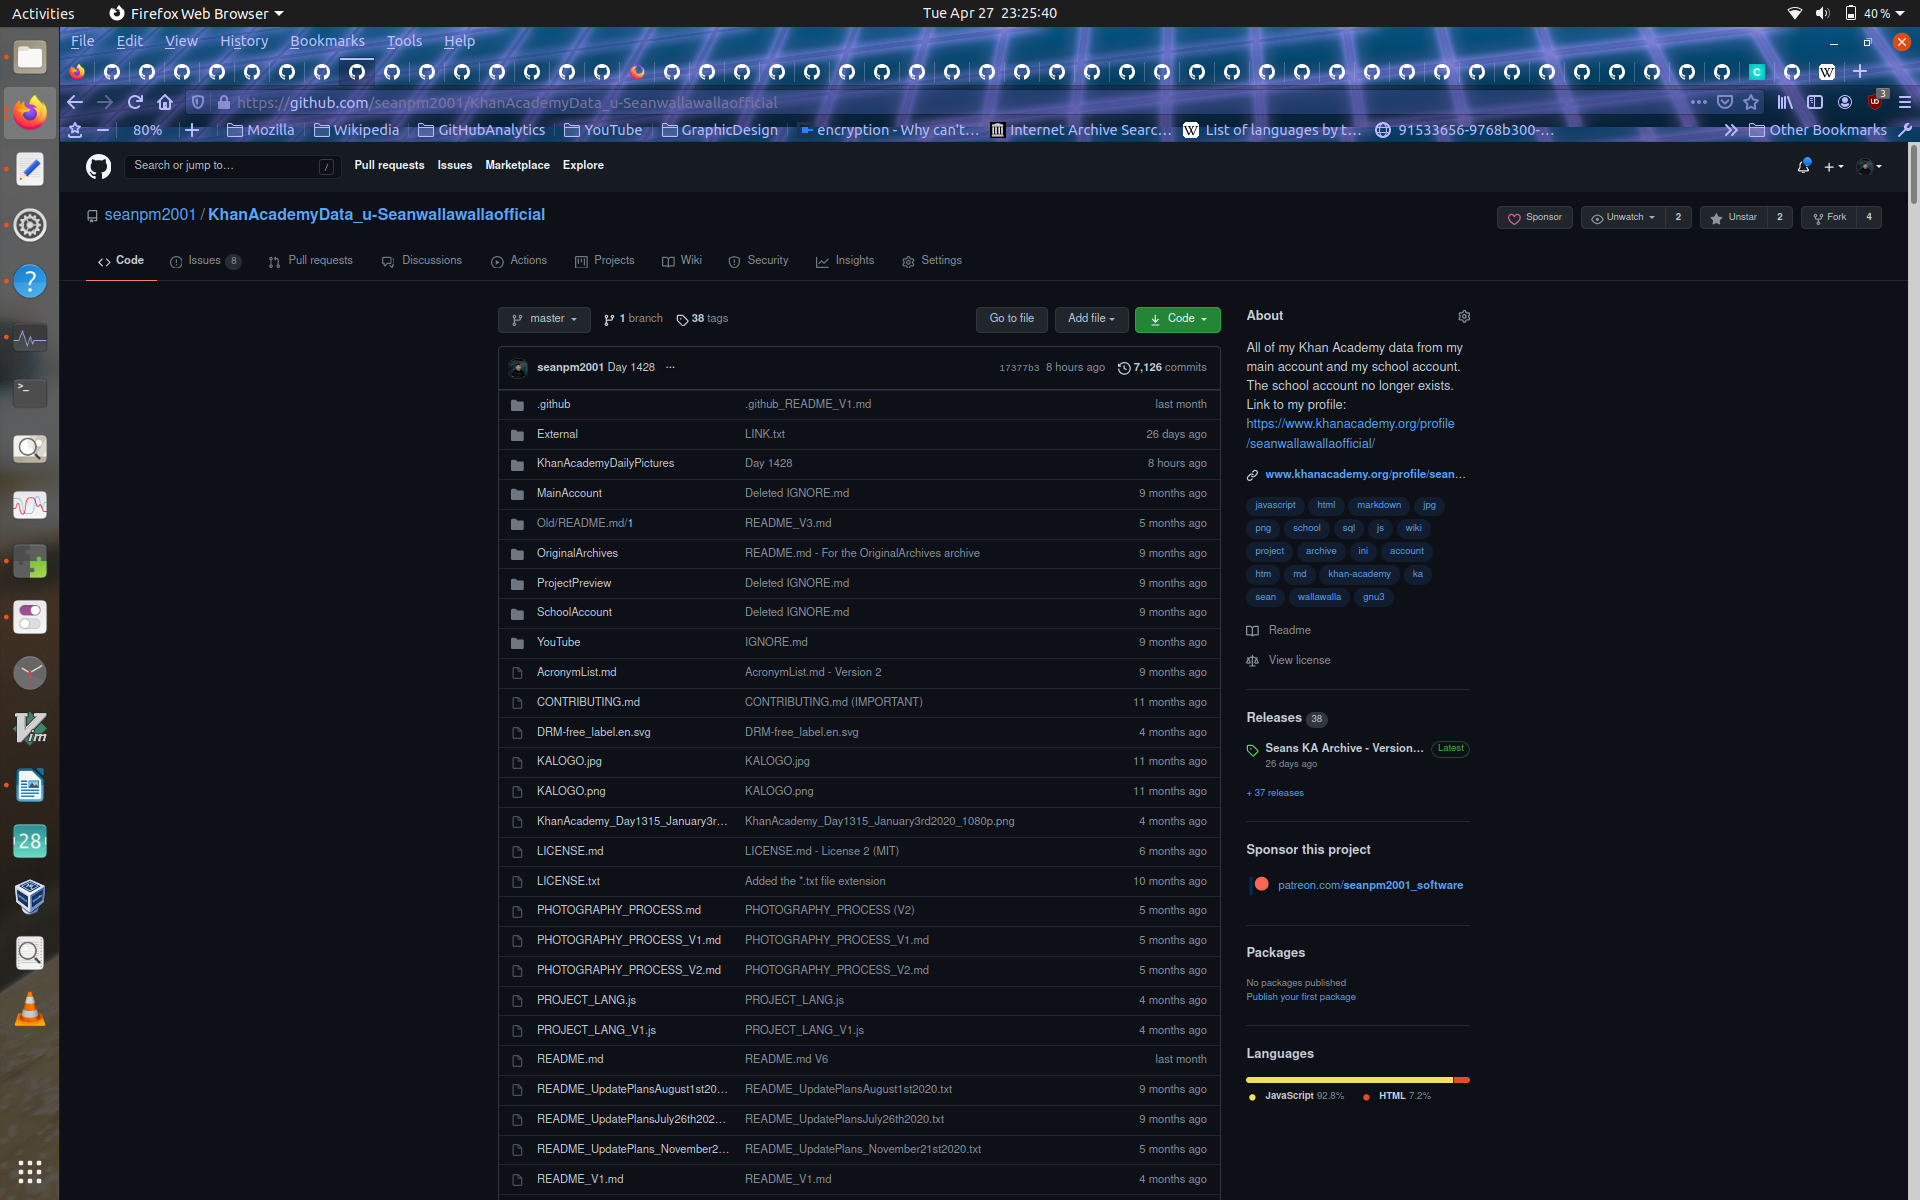 Activities Firefox Web Browser Tue Apr 27 23:25:40 40 %
File Edit View History Bookmarks Tools Help
https://github.com/seanpm2001/KhanAcademyData_u-Seanwallawallaofficial 3
80% Mozilla Wikipedia GitHubAnalytics YouTube GraphicDesign encryption - Why can't… Internet Archive Searc… List of languages by t… 91533656-9768b300-… Other Bookmarks
Search or jump to… / Pull requests Issues Marketplace Explore
seanpm2001 / KhanAcademyData_u-Seanwallawallaofficial Sponsor Unwatch 2 Unstar 2 Fork 4
Code Issues 8 Pull requests Discussions Actions Projects Wiki Security Insights Settings
master 1 branch 38 tags Go to file Add file Code
seanpm2001 Day 1428 ... 17377b3 8 hours ago 7,126 commits
.github .github_README_V1.md last month
External LINK.txt 26 days ago
KhanAcademyDailyPictures Day 1428 8 hours ago
MainAccount Deleted IGNORE.md 9 months ago
Old/README.md/1 README_V3.md 5 months ago
OriginalArchives README.md - For the OriginalArchives archive 9 months ago
ProjectPreview Deleted IGNORE.md 9 months ago
SchoolAccount Deleted IGNORE.md 9 months ago
YouTube IGNORE.md 9 months ago
AcronymList.md AcronymList.md - Version 2 9 months ago
CONTRIBUTING.md CONTRIBUTING.md (IMPORTANT) 11 months ago
DRM-free_label.en.svg DRM-free_label.en.svg 4 months ago
KALOGO.jpg KALOGO.jpg 11 months ago
KALOGO.png KALOGO.png 11 months ago
KhanAcademy_Day1315_January3r… KhanAcademy_Day1315_January3rd2020_1080p.png 4 months ago
LICENSE.md LICENSE.md - License 2 (MIT) 6 months ago
LICENSE.txt Added the *.txt file extension 10 months ago
PHOTOGRAPHY_PROCESS.md PHOTOGRAPHY_PROCESS (V2) 5 months ago
PHOTOGRAPHY_PROCESS_V1.md PHOTOGRAPHY_PROCESS_V1.md 5 months ago
PHOTOGRAPHY_PROCESS_V2.md PHOTOGRAPHY_PROCESS_V2.md 5 months ago
PROJECT_LANG.js PROJECT_LANG.js 4 months ago
PROJECT_LANG_V1.js PROJECT_LANG_V1.js 4 months ago
README.md README.md V6 last month
README_UpdatePlansAugust1st20… README_UpdatePlansAugust1st2020.txt 9 months ago
README_UpdatePlansJuly26th202… README_UpdatePlansJuly26th2020.txt 9 months ago
README_UpdatePlans_November2… README_UpdatePlans_November21st2020.txt 5 months ago
README_V1.md README_V1.md 4 months ago
About
All of my Khan Academy data from my
main account and my school account.
The school account no longer exists.
Link to my profile:
https://www.khanacademy.org/profile
/seanwallawallaofficial/
www.khanacademy.org/profile/sean…
javascript html markdown jpg
png school sql js wiki
project archive ini account
htm md khan-academy ka
sean wallawalla gnu3
Readme
View license
Releases 38
Seans KA Archive - Version… Latest
26 days ago
+ 37 releases
Sponsor this project
patreon.com/seanpm2001_software
Packages
No packages published
Publish your first package
Languages
JavaScript 92.8% HTML 7.2%
28